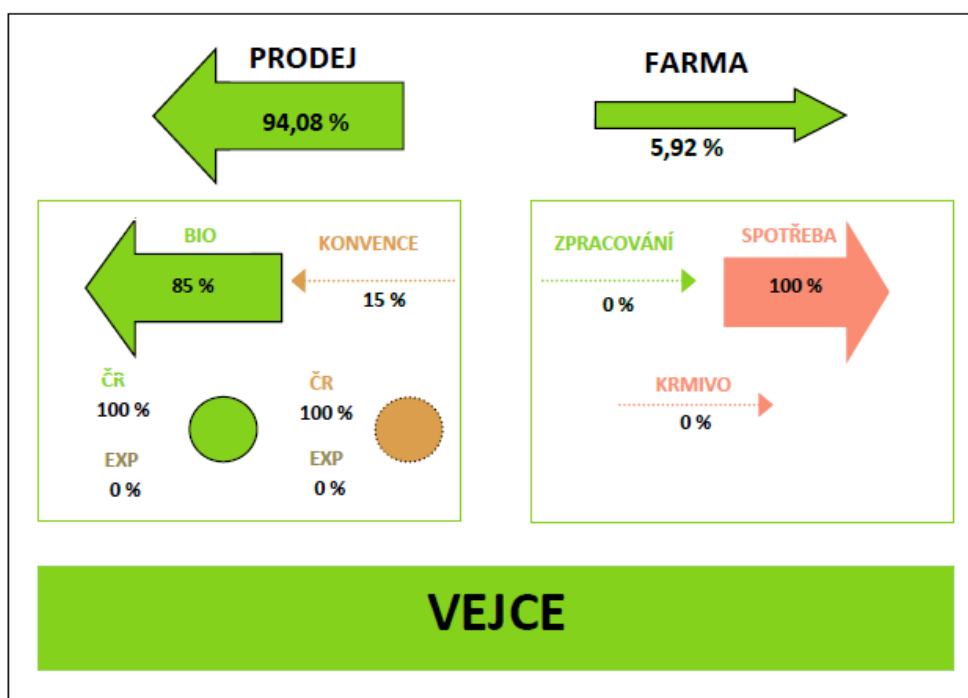 PRODEJ
94,08 %
FARMA
5,92 %
BIO
85 %
KONVENCE
15 %
ČR
100 %
EXP
0 %
ČR
100 %
EXP
0 %
ZPRACOVÁNÍ
0 %
SPOTŘEBA
100 %
KRMIVO
0 %
VEJCE